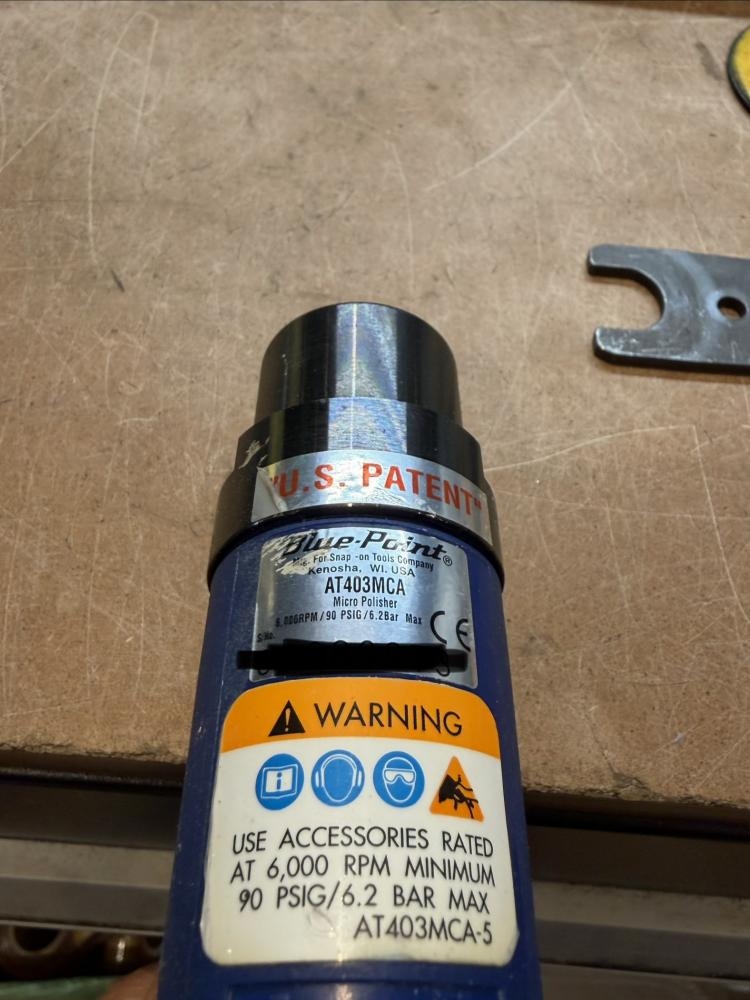 "U.S. PATENT"
Blue-Point®
Mfg. For Snap -on Tools Company
Kenosha, WI. USA
AT403MCA
Micro Polisher
6,000RPM/90 PSIG/6.2Bar Max
CE
S/No.
WARNING
USE ACCESSORIES RATED
AT 6,000 RPM MINIMUM
90 PSIG/6.2 BAR MAX
AT403MCA-5